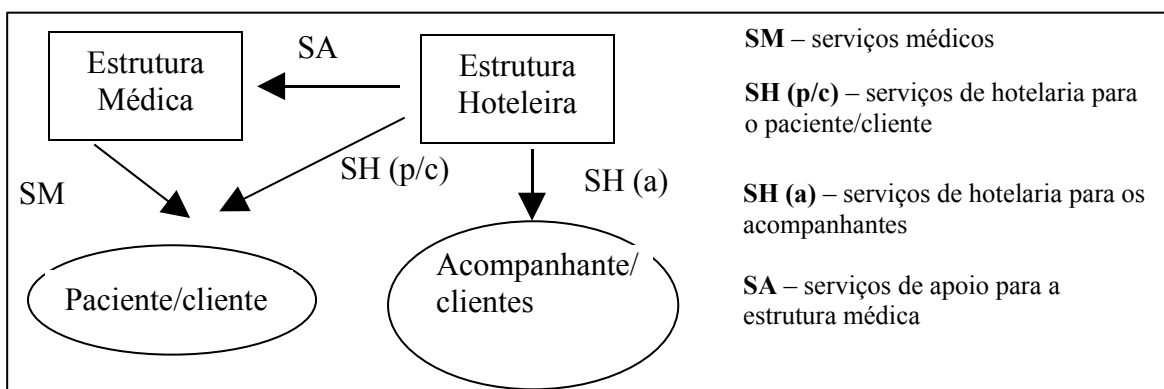 Estrutura
Médica
SA
Estrutura
Hoteleira
SM
SH (p/c)
SH (a)
Paciente/cliente
Acompanhante/
clientes
SM – serviços médicos
SH (p/c) – serviços de hotelaria para
o paciente/cliente
SH (a) – serviços de hotelaria para os
acompanhantes
SA – serviços de apoio para a
estrutura médica